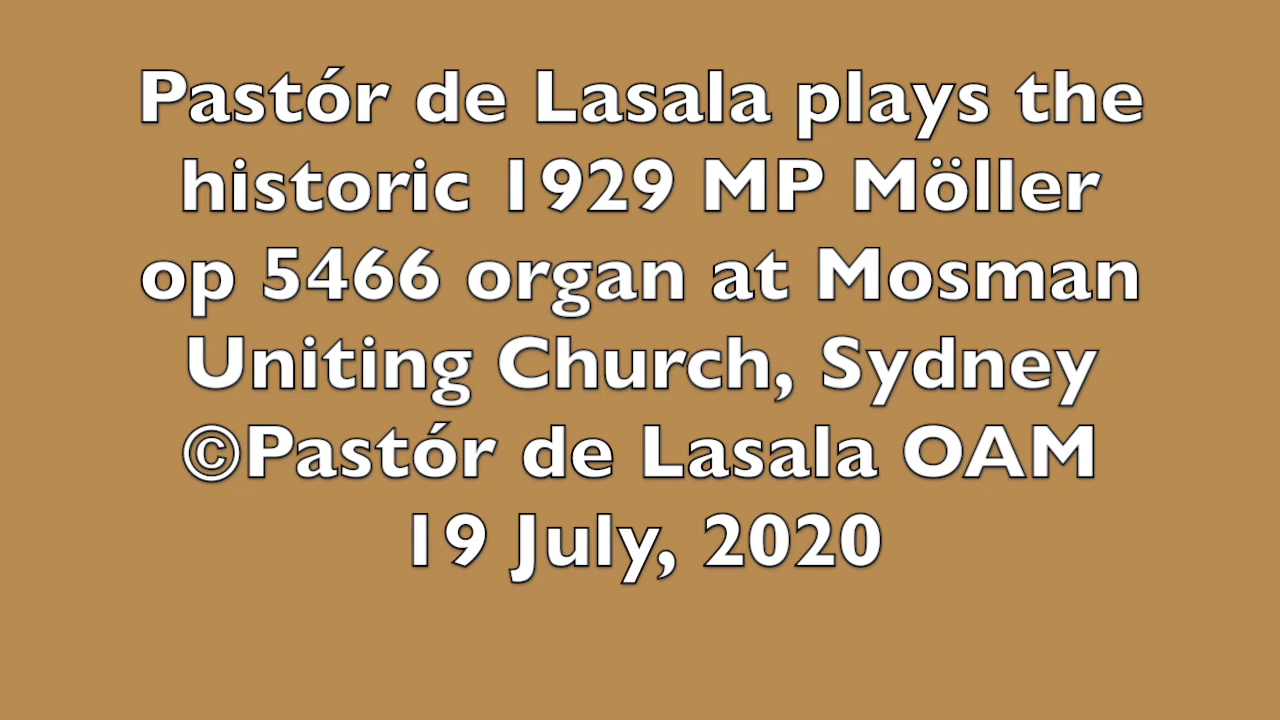 Pastór de Lasala plays the
historic 1929 MP Möller
op 5466 organ at Mosman
Uniting Church, Sydney
©Pastór de Lasala OAM
19 July, 2020